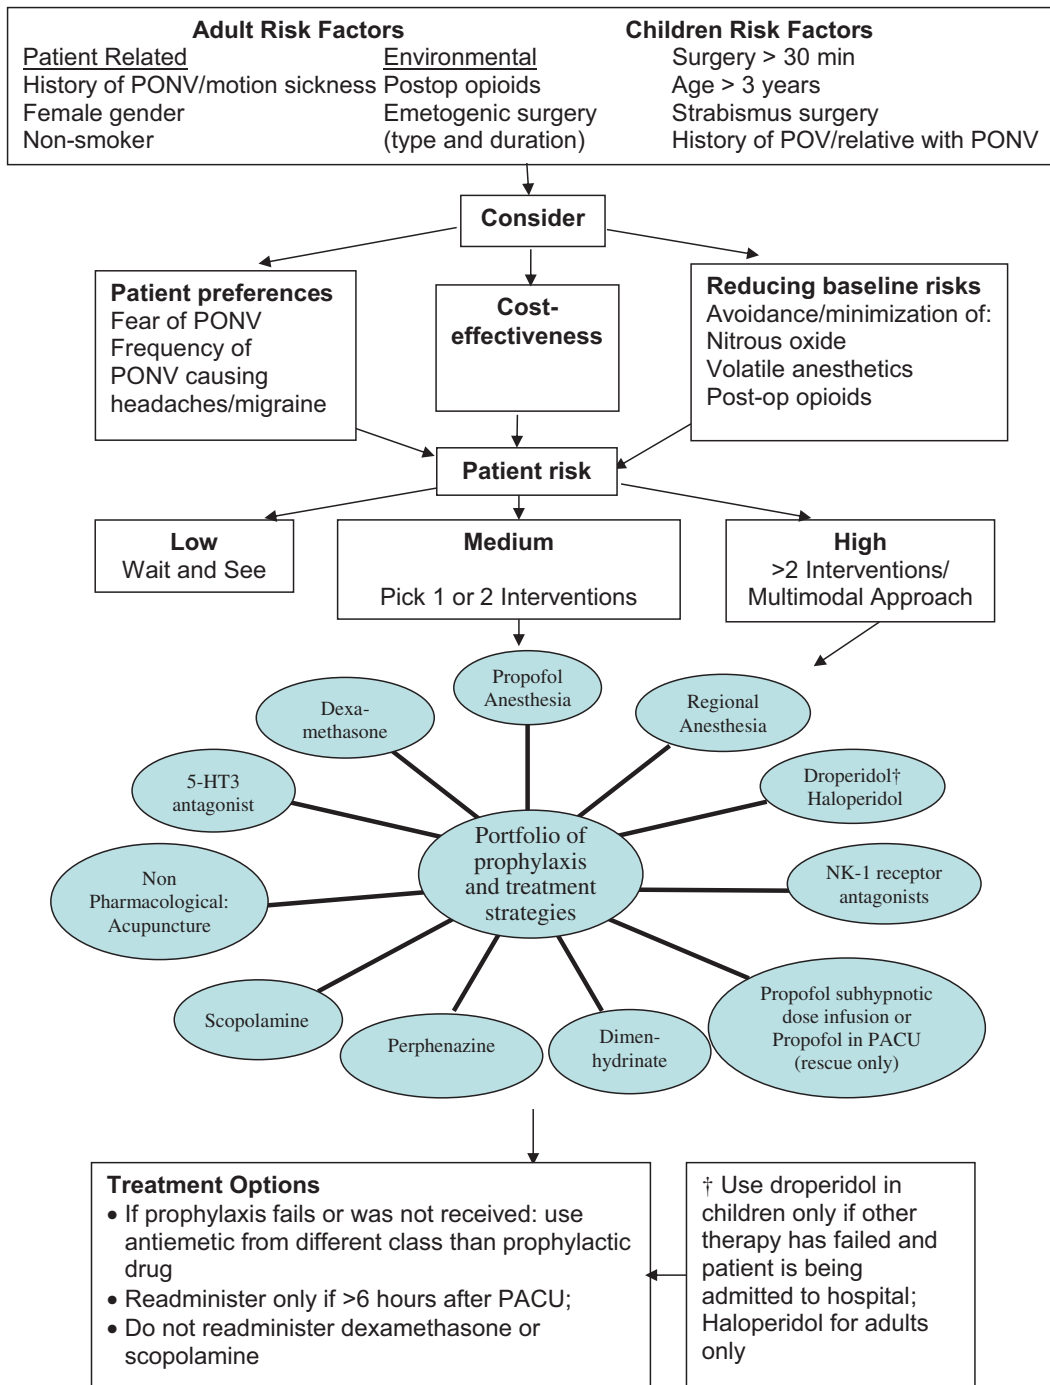 Adult Risk Factors
Patient Related
History of PONV/motion sickness
Female gender
Non-smoker
Environmental
Postop opioids
Emetogenic surgery
(type and duration)
Children Risk Factors
Surgery > 30 min
Age > 3 years
Strabismus surgery
History of POV/relative with PONV
Consider
Patient preferences
Fear of PONV
Frequency of
PONV causing
headaches/migraine
Cost-
effectiveness
Reducing baseline risks
Avoidance/minimization of:
Nitrous oxide
Volatile anesthetics
Post-op opioids
Patient risk
Low
Wait and See
Medium
Pick 1 or 2 Interventions
High
>2 Interventions/
Multimodal Approach
Propofol
Anesthesia
Dexa-
methasone
Regional
Anesthesia
5-HT3
antagonist
Droperidol†
Haloperidol
Portfolio of
prophylaxis
and treatment
strategies
Non
Pharmacological:
Acupuncture
NK-1 receptor
antagonists
Scopolamine
Perphenazine
Dimen-
hydrinate
Propofol subhypnotic
dose infusion or
Propofol in PACU
(rescue only)
Treatment Options
• If prophylaxis fails or was not received: use
antiemetic from different class than prophylactic
drug
• Readminister only if >6 hours after PACU;
• Do not readminister dexamethasone or
scopolamine
† Use droperidol in
children only if other
therapy has failed and
patient is being
admitted to hospital;
Haloperidol for adults
only